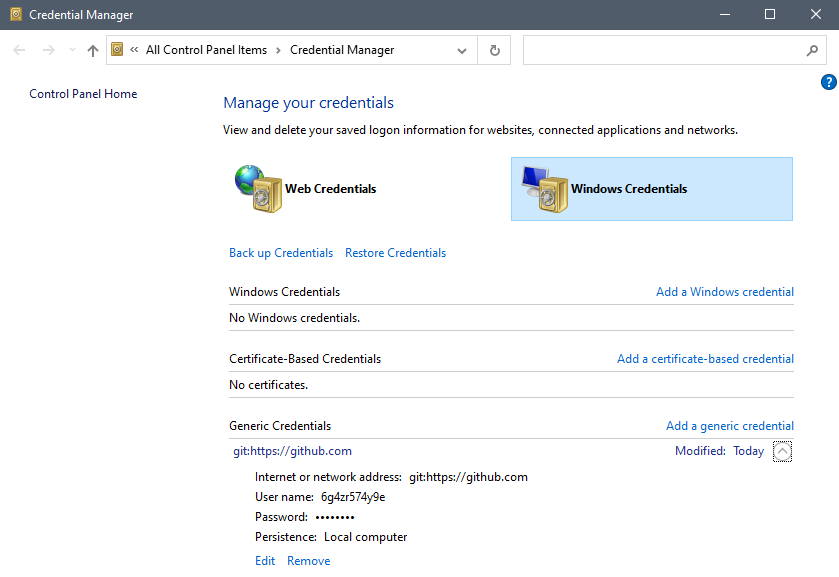 Credential Manager
« All Control Panel Items › Credential Manager
?
Control Panel Home
Manage your credentials
View and delete your saved logon information for websites, connected applications and networks.
Web Credentials
Windows Credentials
Back up Credentials Restore Credentials
Windows Credentials Add a Windows credential
No Windows credentials.
Certificate-Based Credentials Add a certificate-based credential
No certificates.
Generic Credentials Add a generic credential
git:https://github.com Modified: Today
Internet or network address: git:https://github.com
User name: 6g4zr574y9e
Password: ••••••••
Persistence: Local computer
Edit Remove